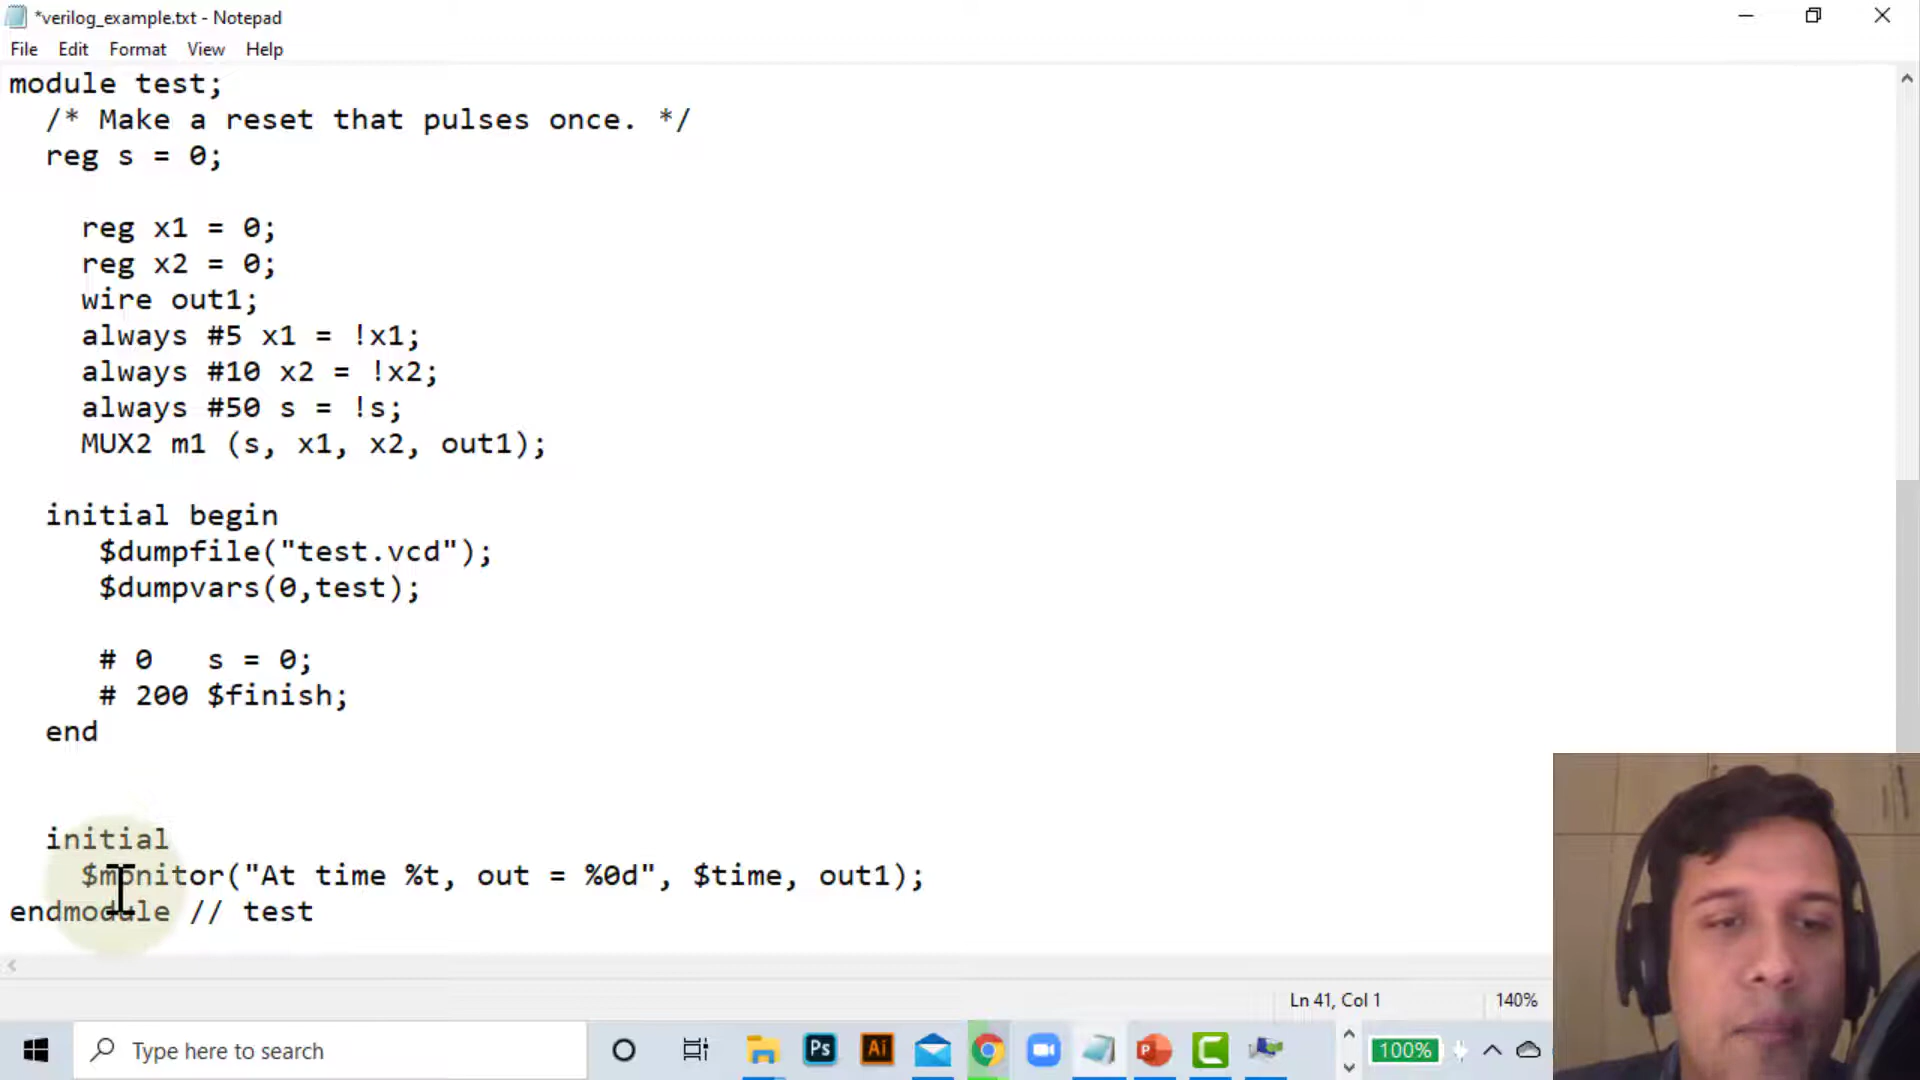 *verilog_example.txt - Notepad
File Edit Format View Help
module test;
/* Make a reset that pulses once. */
reg s = 0;
reg x1 = 0;
reg x2 = 0;
wire out1;
always #5 x1 = !x1;
always #10 x2 = !x2;
always #50 s = !s;
MUX2 m1 (s, x1, x2, out1);
initial begin
$dumpfile("test.vcd");
$dumpvars(0,test);
# 0 s = 0;
# 200 $finish;
end
initial
$monitor("At time %t, out = %0d", $time, out1);
endmodule // test
Ln 41, Col 1 140%
Type here to search Ps Ai 100%